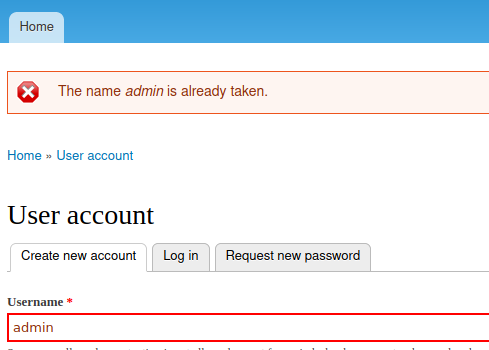 Home
The name admin is already taken.
Home » User account
User account
Create new account
Log in
Request new password
Username *
admin